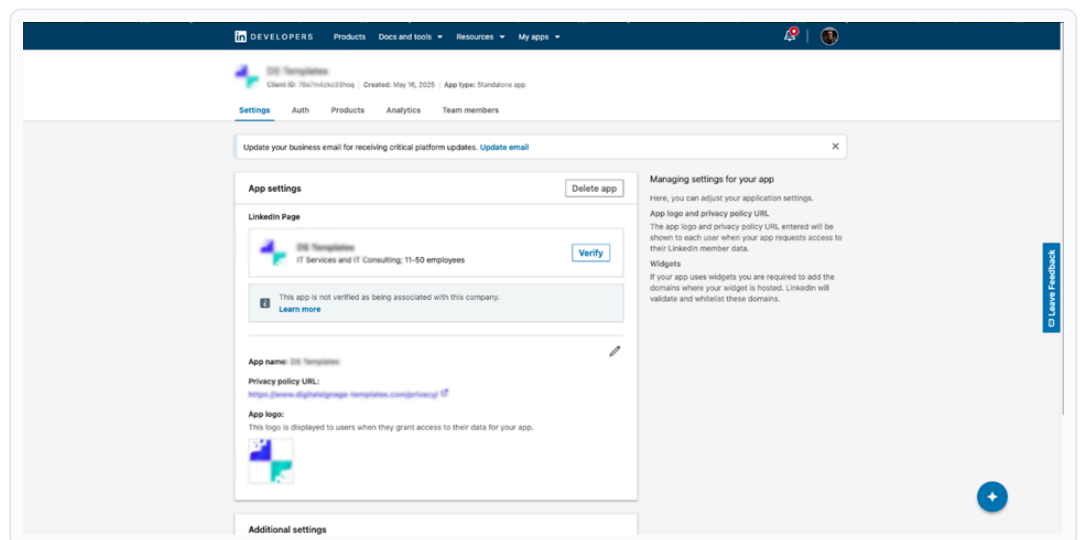 in DEVELOPERS Products Docs and tools Resources My apps
Created: May 16, 2025 App type: Standalone app
Settings Auth Products Analytics Team members
Update your business email for receiving critical platform updates. Update email
App settings
Delete app
LinkedIn Page
IT Services and IT Consulting; 11-50 employees
Verify
This app is not verified as being associated with this company.
Learn more
App name:
Privacy policy URL:
App logo:
This logo is displayed to users when they grant access to their data for your app.
Additional settings
Managing settings for your app
Here, you can adjust your application settings.
App logo and privacy policy URL
The app logo and privacy policy URL entered will be
shown to each user when your app requests access to
their LinkedIn member data.
Widgets
If your app uses widgets you are required to add the
domains where your widget is hosted. LinkedIn will
validate and whitelist these domains.
Leave Feedback